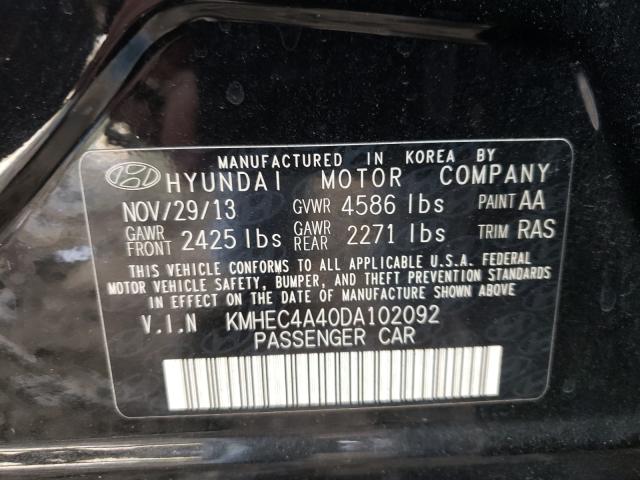 MANUFACTURED IN KOREA BY
HYUNDAI MOTOR COMPANY
NOV/29/13 GVWR 4586 lbs PAINT AA
GAWR FRONT 2425 lbs GAWR REAR 2271 lbs TRIM RAS
THIS VEHICLE CONFORMS TO ALL APPLICABLE U.S.A. FEDERAL
MOTOR VEHICLE SAFETY, BUMPER, AND THEFT PREVENTION STANDARDS
IN EFFECT ON THE DATE OF MANUFACTURE SHOWN ABOVE.
V.I.N KMHEC4A40DA102092
PASSENGER CAR